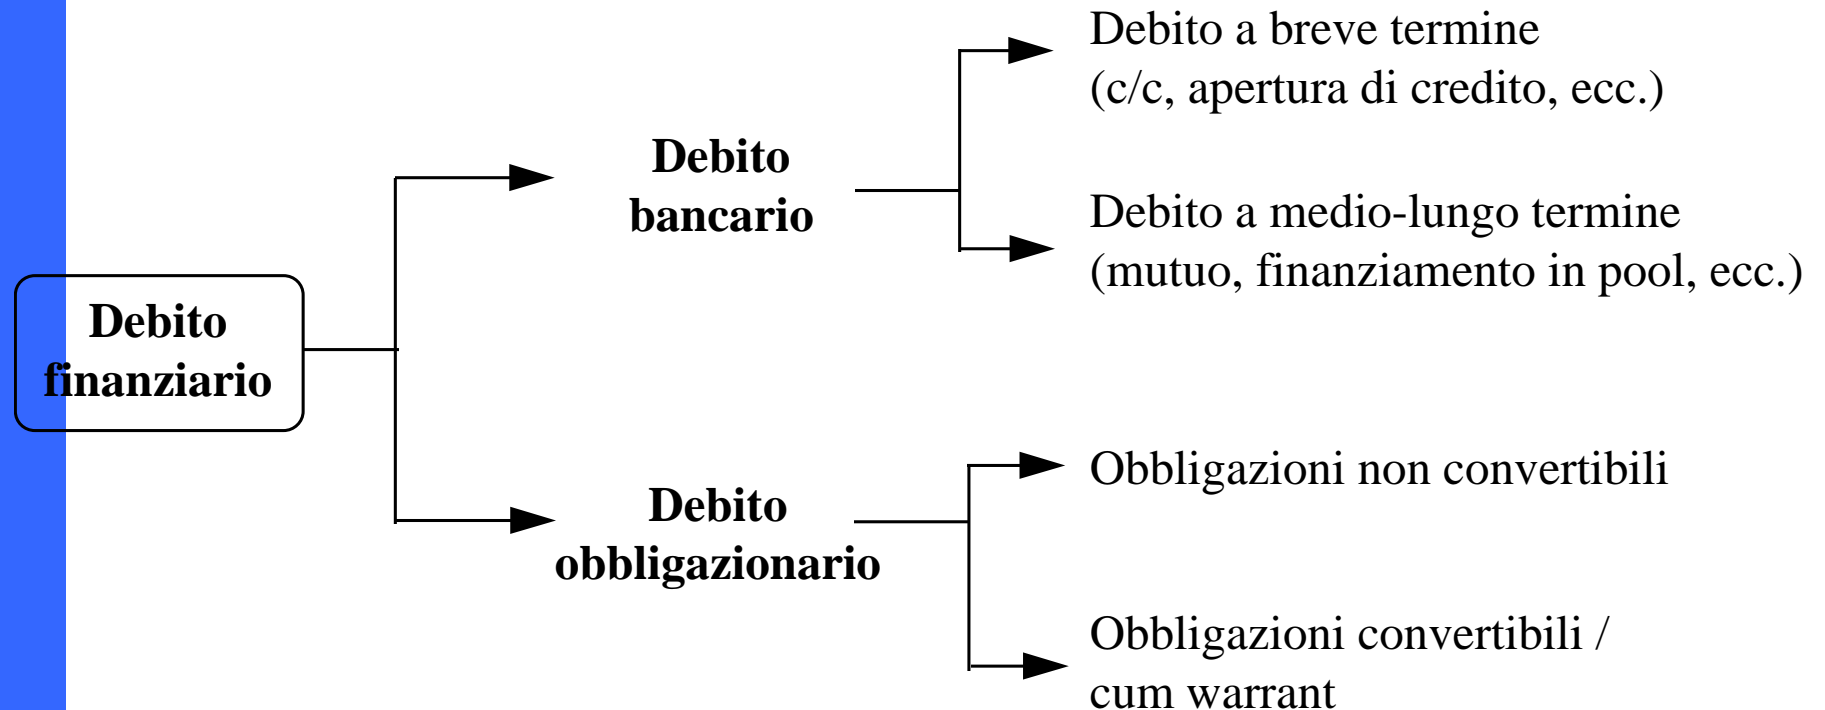 Debito
finanziario
Debito
bancario
Debito a breve termine
(c/c, apertura di credito, ecc.)
Debito a medio-lungo termine
(mutuo, finanziamento in pool, ecc.)
Debito
obbligazionario
Obbligazioni non convertibili
Obbligazioni convertibili /
cum warrant